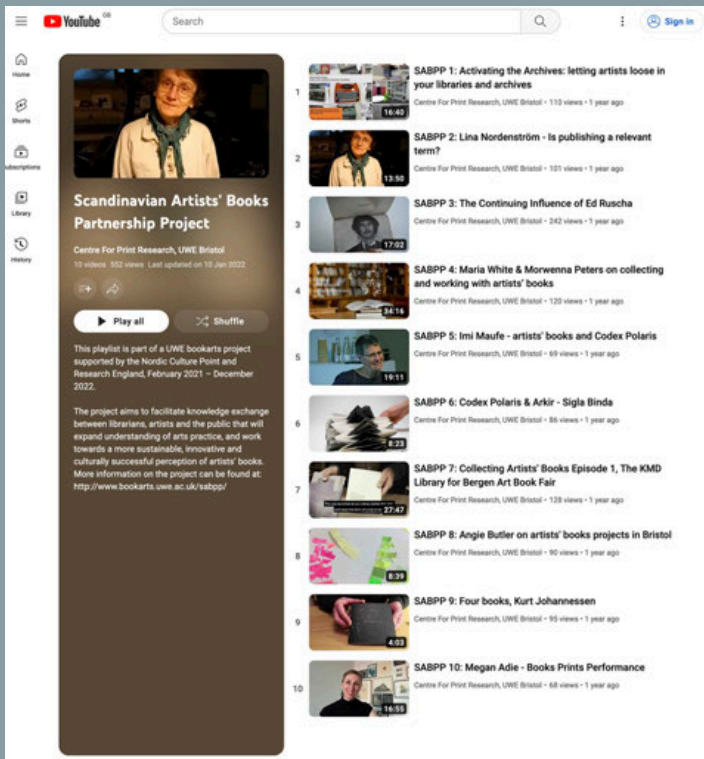 YouTube GB
Search
Sign in
Home
Shorts
Subscriptions
Library
History
Scandinavian Artists' Books
Partnership Project
Centre For Print Research, UWE Bristol
10 videos 552 views Last updated on 10 Jan 2022
Play all
Shuffle
This playlist is part of a UWE bookarts project
supported by the Nordic Culture Point and
Research England, February 2021 – December
2022.
The project aims to facilitate knowledge exchange
between librarians, artists and the public that will
expand understanding of arts practice, and work
towards a more sustainable, innovative and
culturally successful perception of artists' books.
More information on the project can be found at:
http://www.bookarts.uwe.ac.uk/sabpp/
1
16:40
SABPP 1: Activating the Archives: letting artists loose in
your libraries and archives
Centre For Print Research, UWE Bristol • 110 views • 1 year ago
2
13:50
SABPP 2: Lina Nordenström - Is publishing a relevant
term?
Centre For Print Research, UWE Bristol • 101 views • 1 year ago
3
17:02
SABPP 3: The Continuing Influence of Ed Ruscha
Centre For Print Research, UWE Bristol • 242 views • 1 year ago
4
34:16
SABPP 4: Maria White & Morwenna Peters on collecting
and working with artists' books
Centre For Print Research, UWE Bristol • 120 views • 1 year ago
5
19:11
SABPP 5: Imi Maufe - artists' books and Codex Polaris
Centre For Print Research, UWE Bristol • 69 views • 1 year ago
6
8:23
SABPP 6: Codex Polaris & Arkir - Sigla Binda
Centre For Print Research, UWE Bristol • 86 views • 1 year ago
7
27:47
SABPP 7: Collecting Artists' Books Episode 1, The KMD
Library for Bergen Art Book Fair
Centre For Print Research, UWE Bristol • 128 views • 1 year ago
8
8:39
SABPP 8: Angie Butler on artists' books projects in Bristol
Centre For Print Research, UWE Bristol • 90 views • 1 year ago
9
4:03
SABPP 9: Four books, Kurt Johannessen
Centre For Print Research, UWE Bristol • 95 views • 1 year ago
10
16:55
SABPP 10: Megan Adie - Books Prints Performance
Centre For Print Research, UWE Bristol • 68 views • 1 year ago